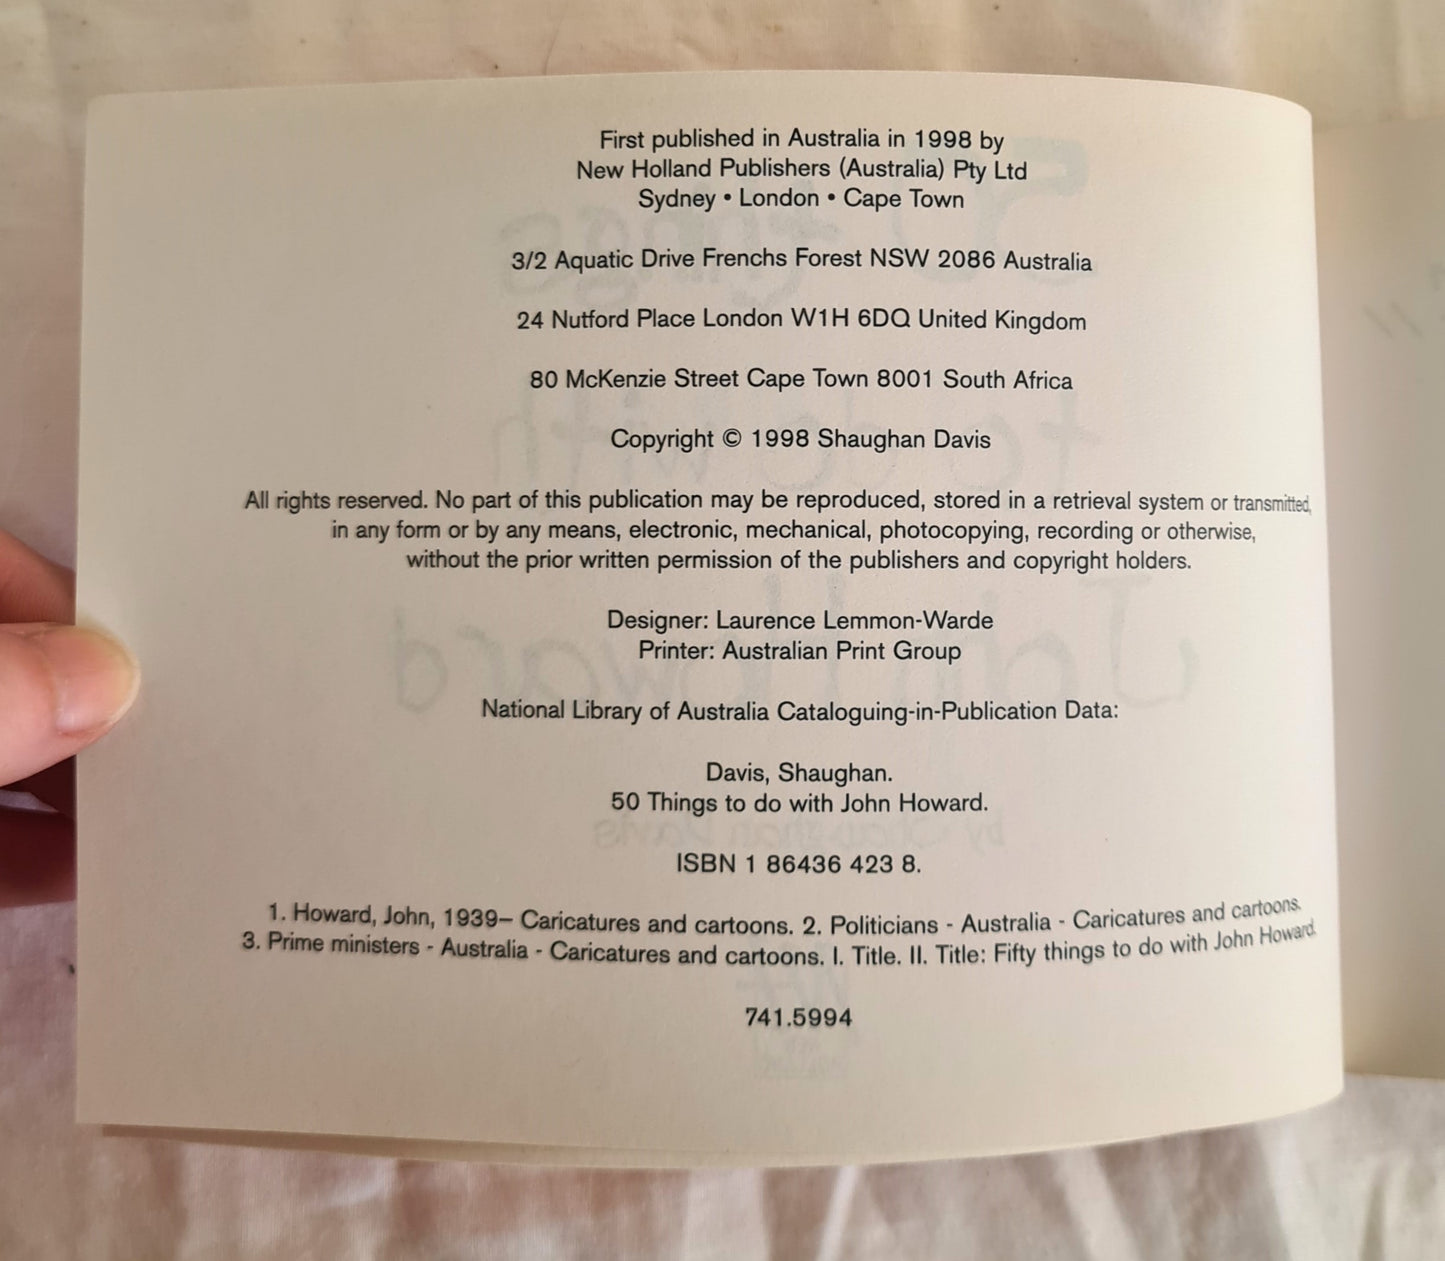 First published in Australia in 1998 by
New Holland Publishers (Australia) Pty Ltd
Sydney • London • Cape Town
3/2 Aquatic Drive Frenchs Forest NSW 2086 Australia
24 Nutford Place London W1H 6DQ United Kingdom
80 McKenzie Street Cape Town 8001 South Africa
Copyright © 1998 Shaughan Davis
All rights reserved. No part of this publication may be reproduced, stored in a retrieval system or transmitted,
in any form or by any means, electronic, mechanical, photocopying, recording or otherwise,
without the prior written permission of the publishers and copyright holders.
Designer: Laurence Lemmon-Warde
Printer: Australian Print Group
National Library of Australia Cataloguing-in-Publication Data:
Davis, Shaughan.
50 Things to do with John Howard.
ISBN 1 86436 423 8.
1. Howard, John, 1939– Caricatures and cartoons. 2. Politicians - Australia - Caricatures and cartoons.
3. Prime ministers - Australia - Caricatures and cartoons. I. Title. II. Title: Fifty things to do with John Howard.
741.5994